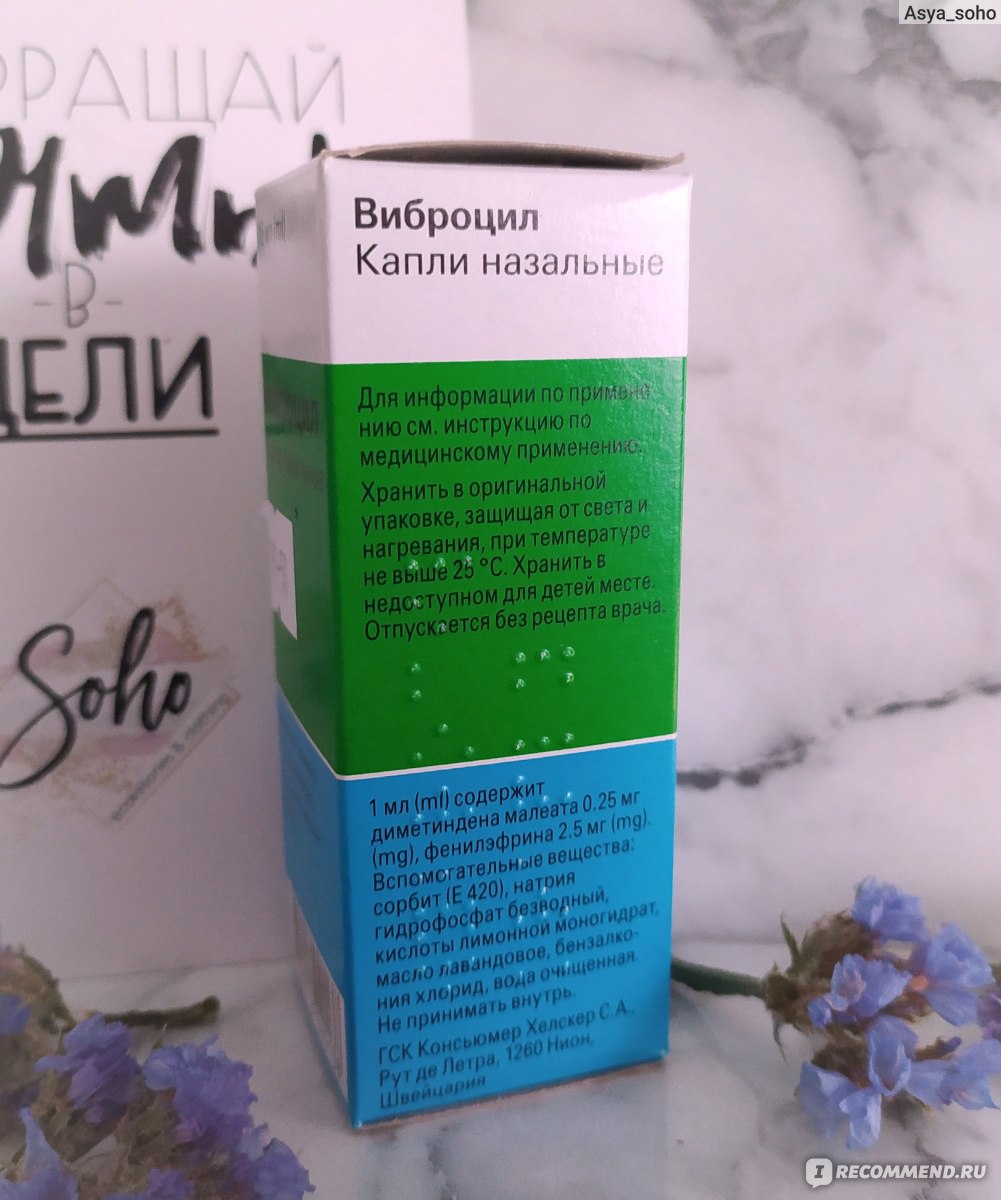 Asya_soho
В
Soho
accessories & clothing
Виброцил
Капли назальные
Для информации по примене-
нию см. инструкцию по
медицинскому применению.
Хранить в оригинальной
упаковке, защищая от света и
нагревания, при температуре
не выше 25 °C. Хранить в
недоступном для детей месте.
Отпускается без рецепта врача.
1 мл (ml) содержит
диметиндена малеата 0.25 мг
(mg), фенилэфрина 2.5 мг (mg).
Вспомогательные вещества:
сорбит (E 420), натрия
гидрофосфат безводный,
кислоты лимонной моногидрат,
масло лавандовое, бензалко-
ния хлорид, вода очищенная.
Не принимать внутрь.
ГСК Консьюмер Хелскер С.А.,
Рут де Летра, 1260 Нион,
Швейцария
RECOMMEND.RU